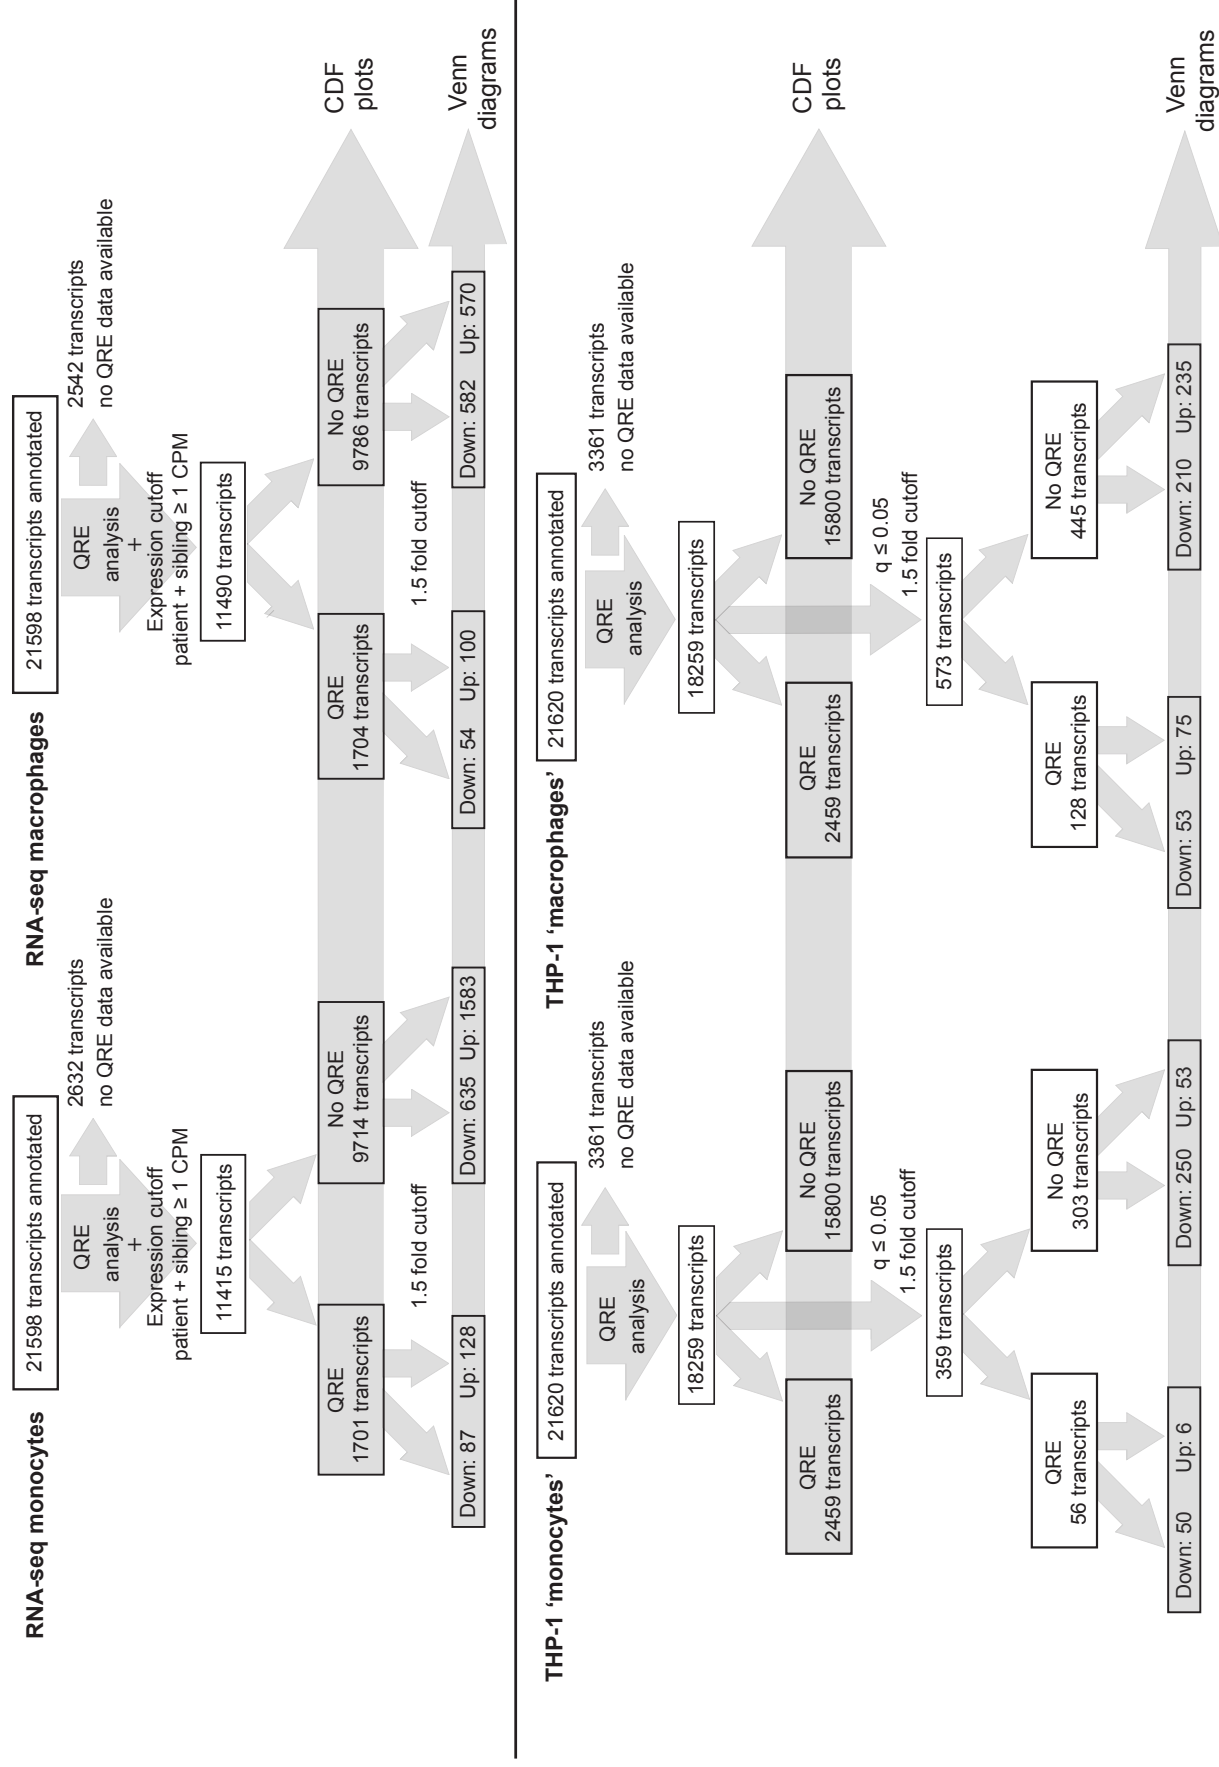 RNA-seq monocytes
21598 transcripts annotated
QRE
analysis
+
Expression cutoff
patient + sibling ≥ 1 CPM
2632 transcripts
no QRE data available
11415 transcripts
QRE
1701 transcripts
No QRE
9714 transcripts
1.5 fold cutoff
Down: 87 Up: 128
Down: 635 Up: 1583
RNA-seq macrophages
21598 transcripts annotated
QRE
analysis
+
Expression cutoff
patient + sibling ≥ 1 CPM
2542 transcripts
no QRE data available
11490 transcripts
QRE
1704 transcripts
No QRE
9786 transcripts
1.5 fold cutoff
Down: 54 Up: 100
Down: 582 Up: 570
CDF
plots
Venn
diagrams
THP-1 ‘monocytes’
21620 transcripts annotated
QRE
analysis
3361 transcripts
no QRE data available
18259 transcripts
QRE
2459 transcripts
No QRE
15800 transcripts
q ≤ 0.05
1.5 fold cutoff
359 transcripts
QRE
56 transcripts
No QRE
303 transcripts
Down: 50 Up: 6
Down: 250 Up: 53
THP-1 ‘macrophages’
21620 transcripts annotated
QRE
analysis
3361 transcripts
no QRE data available
18259 transcripts
QRE
2459 transcripts
No QRE
15800 transcripts
q ≤ 0.05
1.5 fold cutoff
573 transcripts
QRE
128 transcripts
No QRE
445 transcripts
Down: 53 Up: 75
Down: 210 Up: 235
CDF
plots
Venn
diagrams